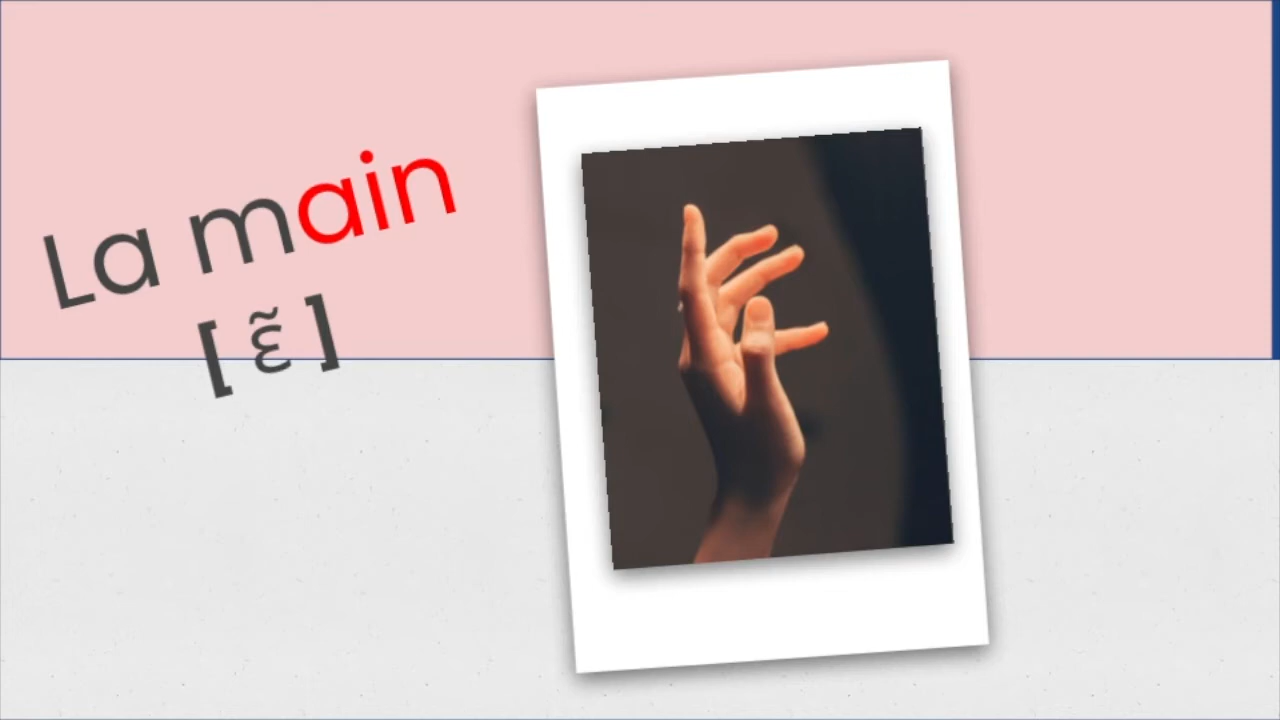 La main
[ ɛ̃ ]